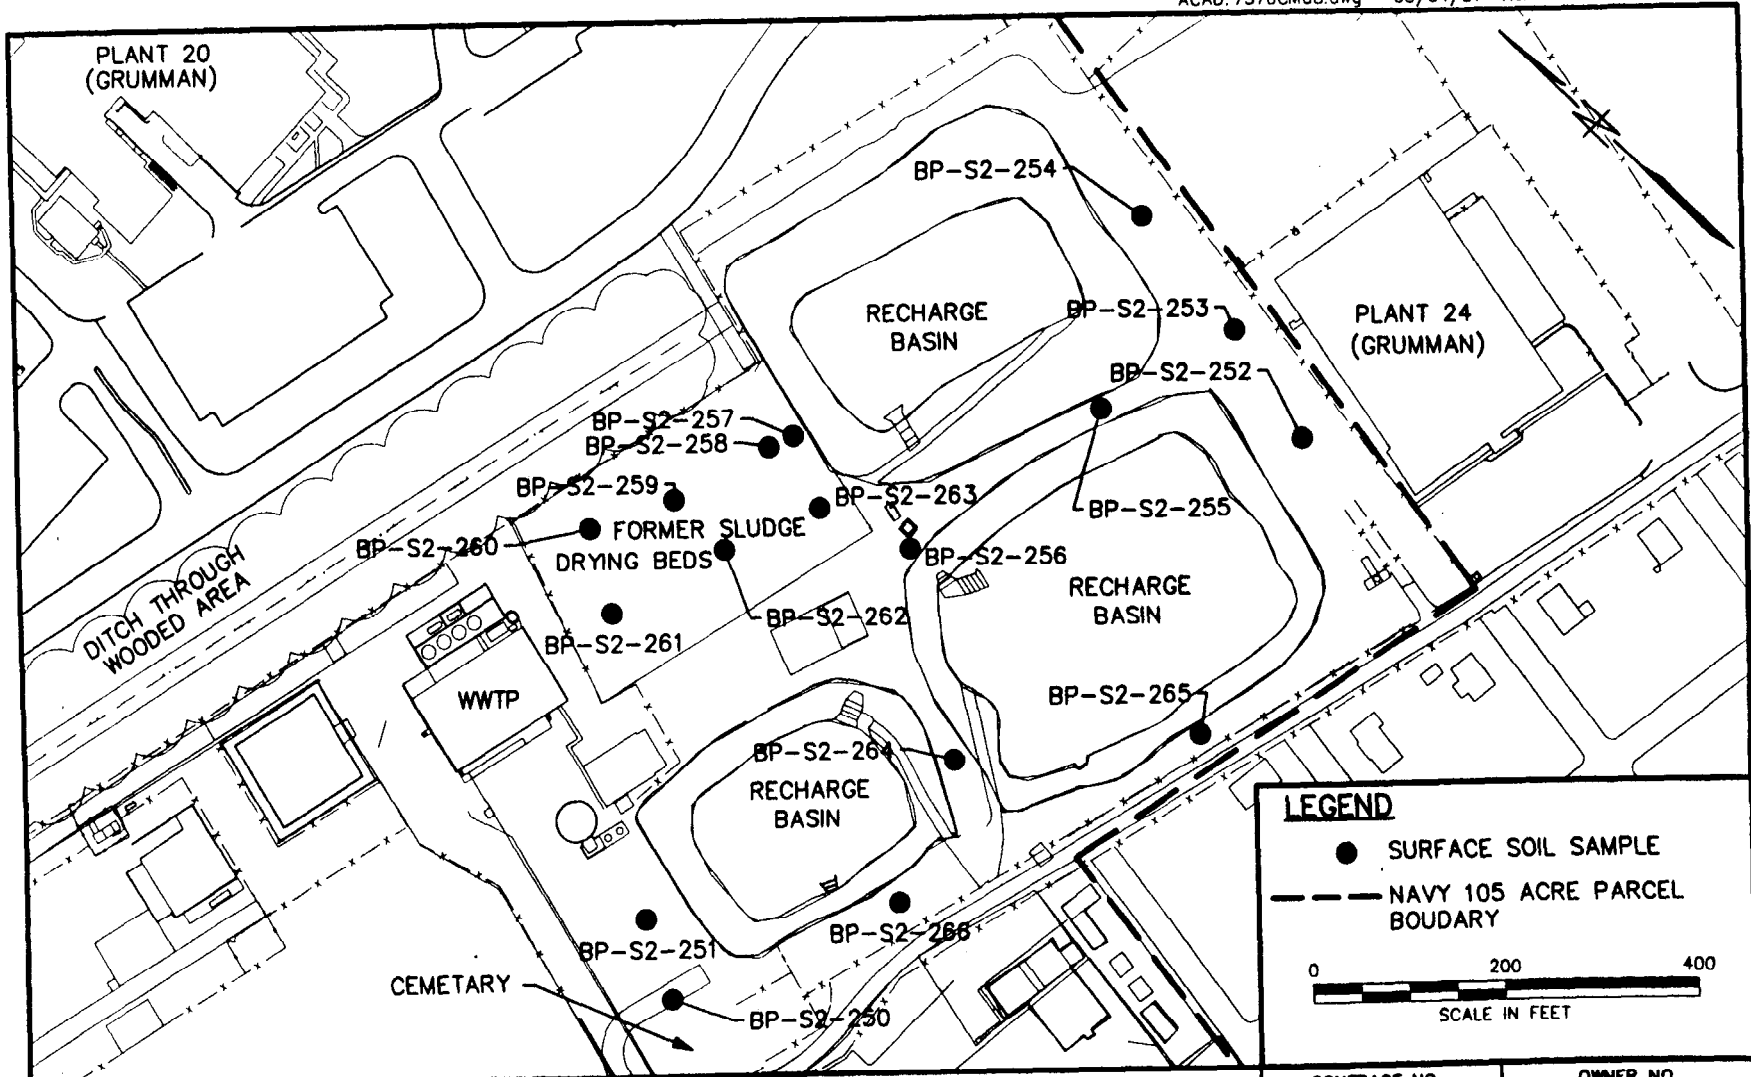 PLANT 20
(GRUMMAN)
BP-S2-254
RECHARGE
BASIN
BP-S2-253
PLANT 24
(GRUMMAN)
BP-S2-252
BP-S2-257
BP-S2-258
BP-S2-259
BP-S2-263
BP-S2-255
FORMER SLUDGE
DRYING BEDS
BP-S2-260
BP-S2-256
DITCH THROUGH
WOODED AREA
RECHARGE
BASIN
BP-S2-262
BP-S2-261
WWTP
BP-S2-265
BP-S2-264
RECHARGE
BASIN
BP-S2-251
BP-S2-266
CEMETARY
BP-S2-250
LEGEND
SURFACE SOIL SAMPLE
NAVY 105 ACRE PARCEL
BOUDARY
0 200 400
SCALE IN FEET
OWNER NO